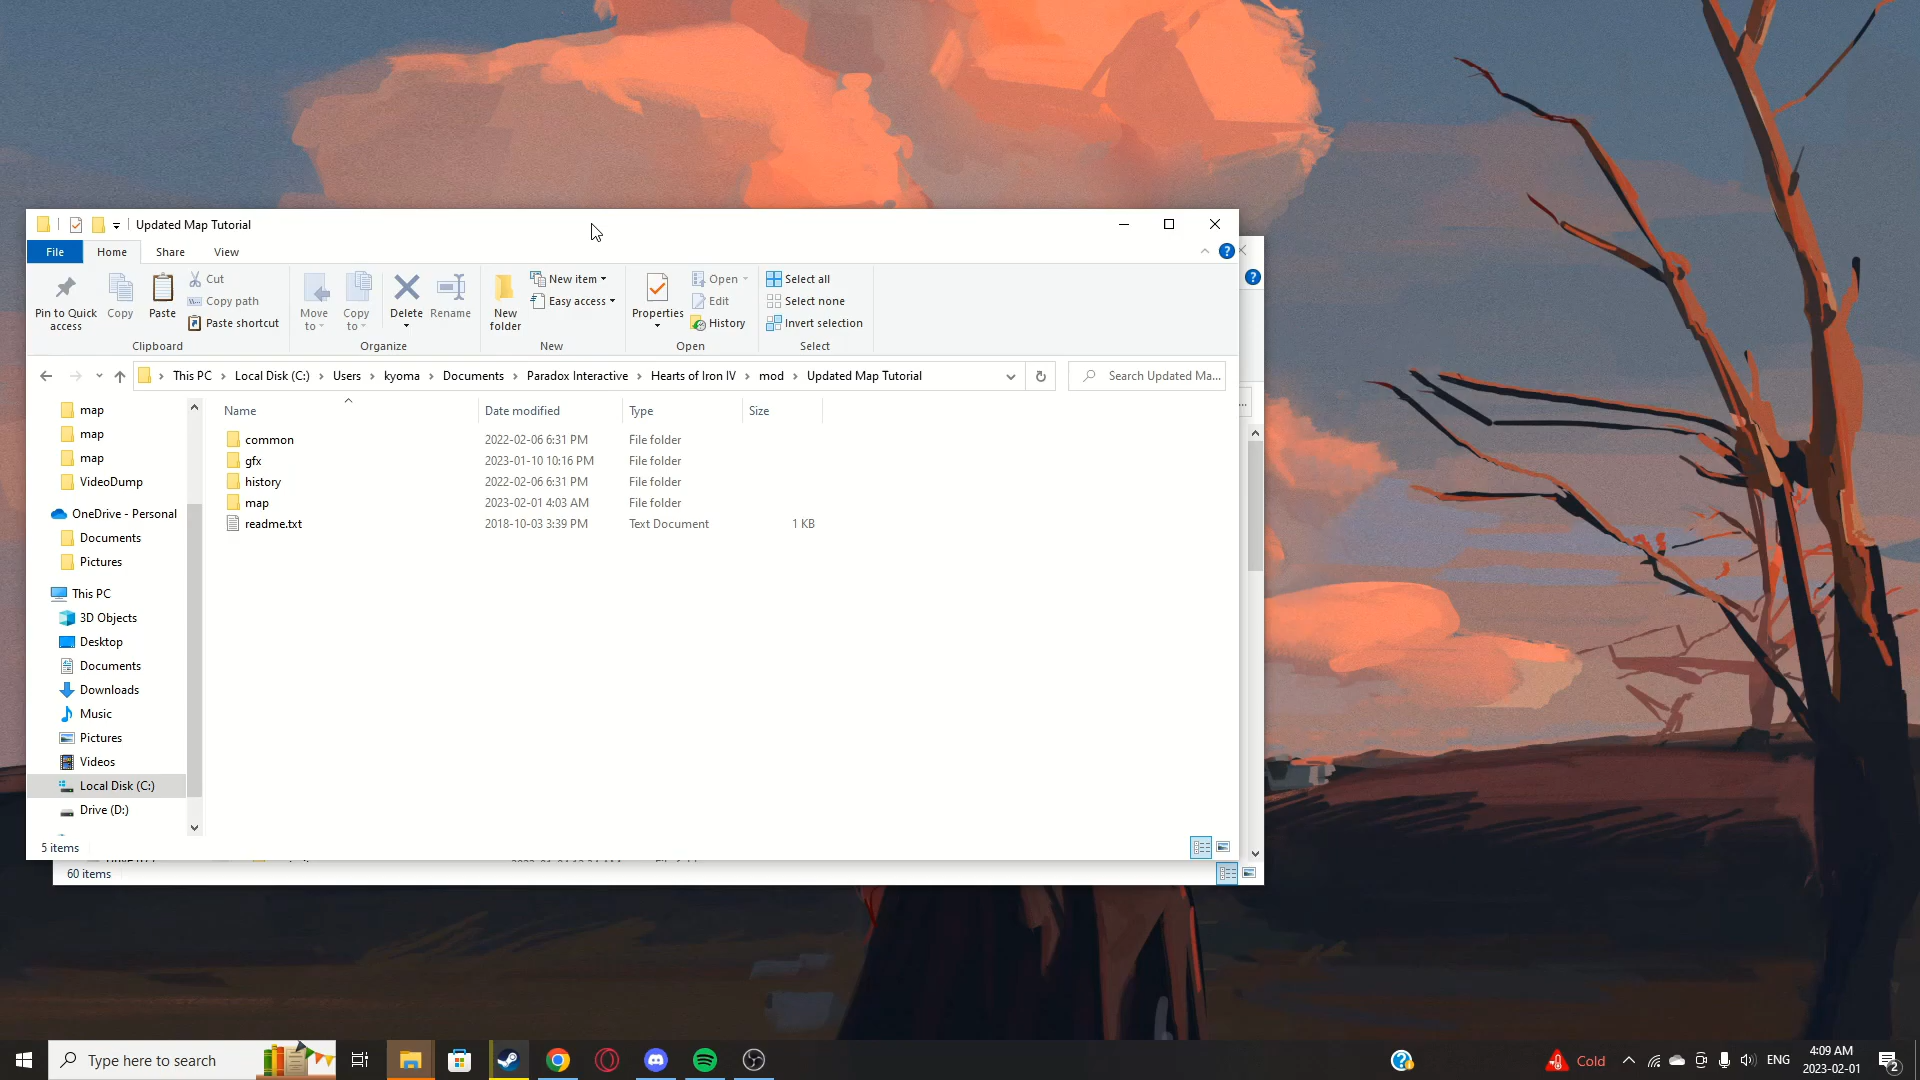 Updated Map Tutorial
File Home Share View
Pin to Quick access
Copy
Paste
Cut
Copy path
Paste shortcut
Clipboard
Move to
Copy to
Delete
Rename
Organize
New folder
New item
Easy access
New
Properties
Open
Edit
History
Open
Select all
Select none
Invert selection
Select
This PC > Local Disk (C:) > Users > kyoma > Documents > Paradox Interactive > Hearts of Iron IV > mod > Updated Map Tutorial
Search Updated Ma...
map
map
map
VideoDump
OneDrive - Personal
Documents
Pictures
This PC
3D Objects
Desktop
Documents
Downloads
Music
Pictures
Videos
Local Disk (C:)
Drive (D:)
Name Date modified Type Size
common 2022-02-06 6:31 PM File folder
gfx 2023-01-10 10:16 PM File folder
history 2022-02-06 6:31 PM File folder
map 2023-02-01 4:03 AM File folder
readme.txt 2018-10-03 3:39 PM Text Document 1 KB
5 items
60 items
Type here to search
Cold
ENG
4:09 AM
2023-02-01
2